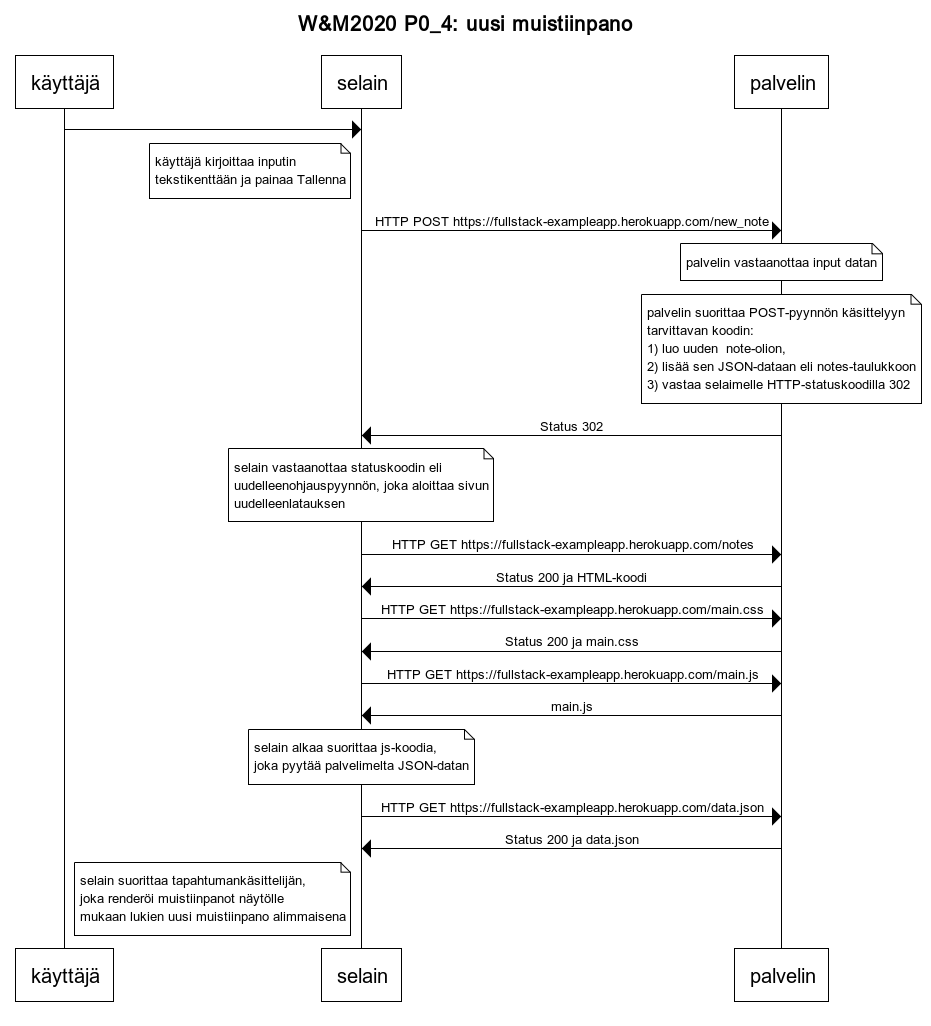 W&M2020 P0_4: uusi muistiinpano
käyttäjä
selain
palvelin
käyttäjä kirjoittaa inputin
tekstikenttään ja painaa Tallenna
HTTP POST https://fullstack-exampleapp.herokuapp.com/new_note
palvelin vastaanottaa input datan
palvelin suorittaa POST-pyynnön käsittelyyn
tarvittavan koodin:
1) luo uuden  note-olion,
2) lisää sen JSON-dataan eli notes-taulukkoon
3) vastaa selaimelle HTTP-statuskoodilla 302
Status 302
selain vastaanottaa statuskoodin eli
uudelleenohjauspyynnön, joka aloittaa sivun
uudelleenlatauksen
HTTP GET https://fullstack-exampleapp.herokuapp.com/notes
Status 200 ja HTML-koodi
HTTP GET https://fullstack-exampleapp.herokuapp.com/main.css
Status 200 ja main.css
HTTP GET https://fullstack-exampleapp.herokuapp.com/main.js
main.js
selain alkaa suorittaa js-koodia,
joka pyytää palvelimelta JSON-datan
HTTP GET https://fullstack-exampleapp.herokuapp.com/data.json
Status 200 ja data.json
selain suorittaa tapahtumankäsittelijän,
joka renderöi muistiinpanot näytölle
mukaan lukien uusi muistiinpano alimmaisena
käyttäjä
selain
palvelin